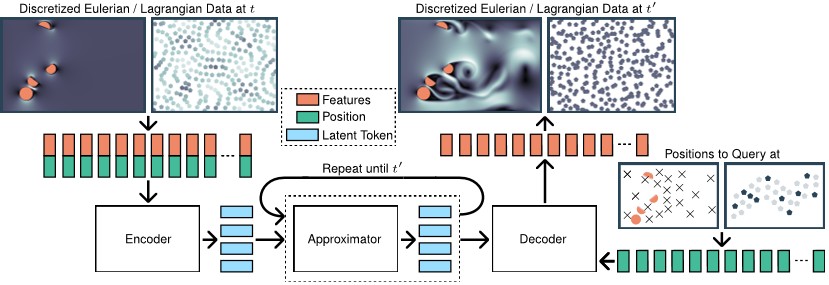 Discretized Eulerian / Lagrangian Data at t
Discretized Eulerian / Lagrangian Data at t′
Features
Position
Latent Token
Positions to Query at
Repeat until t′
Encoder
Approximator
Decoder